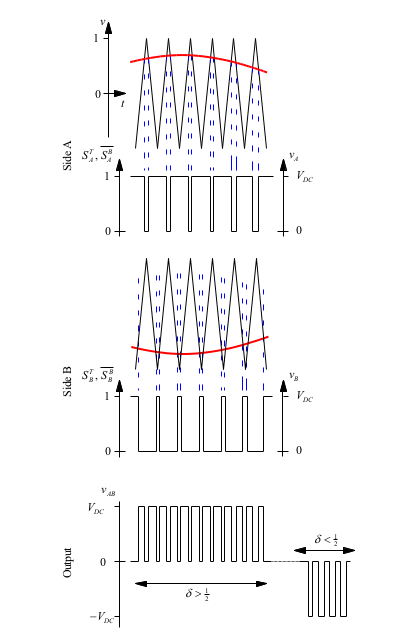 v
1
0
t
Side A
$S_A^T, \overline{S_A^B}$
$v_A$
1
$V_{DC}$
0
0
Side B
$S_B^T, \overline{S_B^B}$
$v_B$
1
$V_{DC}$
0
0
$v_{AB}$
$V_{DC}$
$\delta < \frac{1}{2}$
Output
0
$\delta > \frac{1}{2}$
$-V_{DC}$